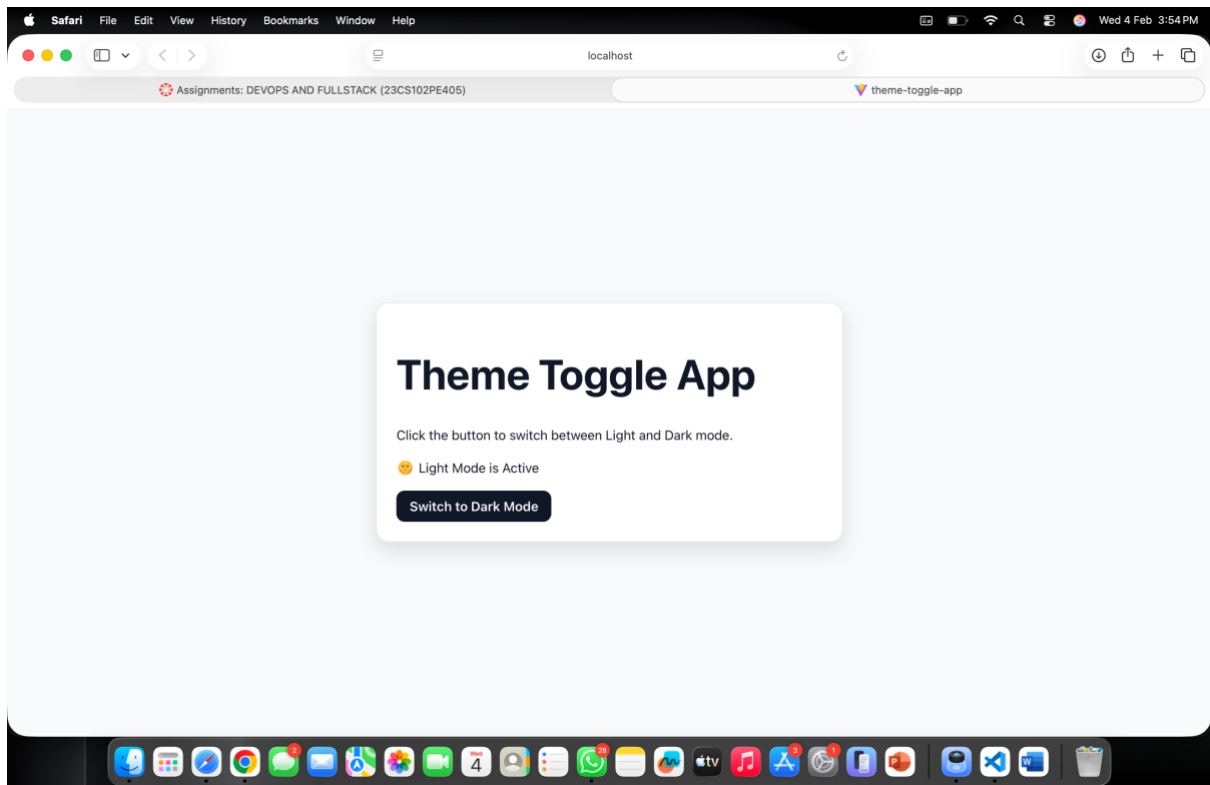 Safari File Edit View History Bookmarks Window Help Wed 4 Feb 3:54 PM
localhost
Assignments: DEVOPS AND FULLSTACK (23CS102PE405) theme-toggle-app
Theme Toggle App
Click the button to switch between Light and Dark mode.
Light Mode is Active
Switch to Dark Mode
2 Wed 4 28 tv 3 1 P W